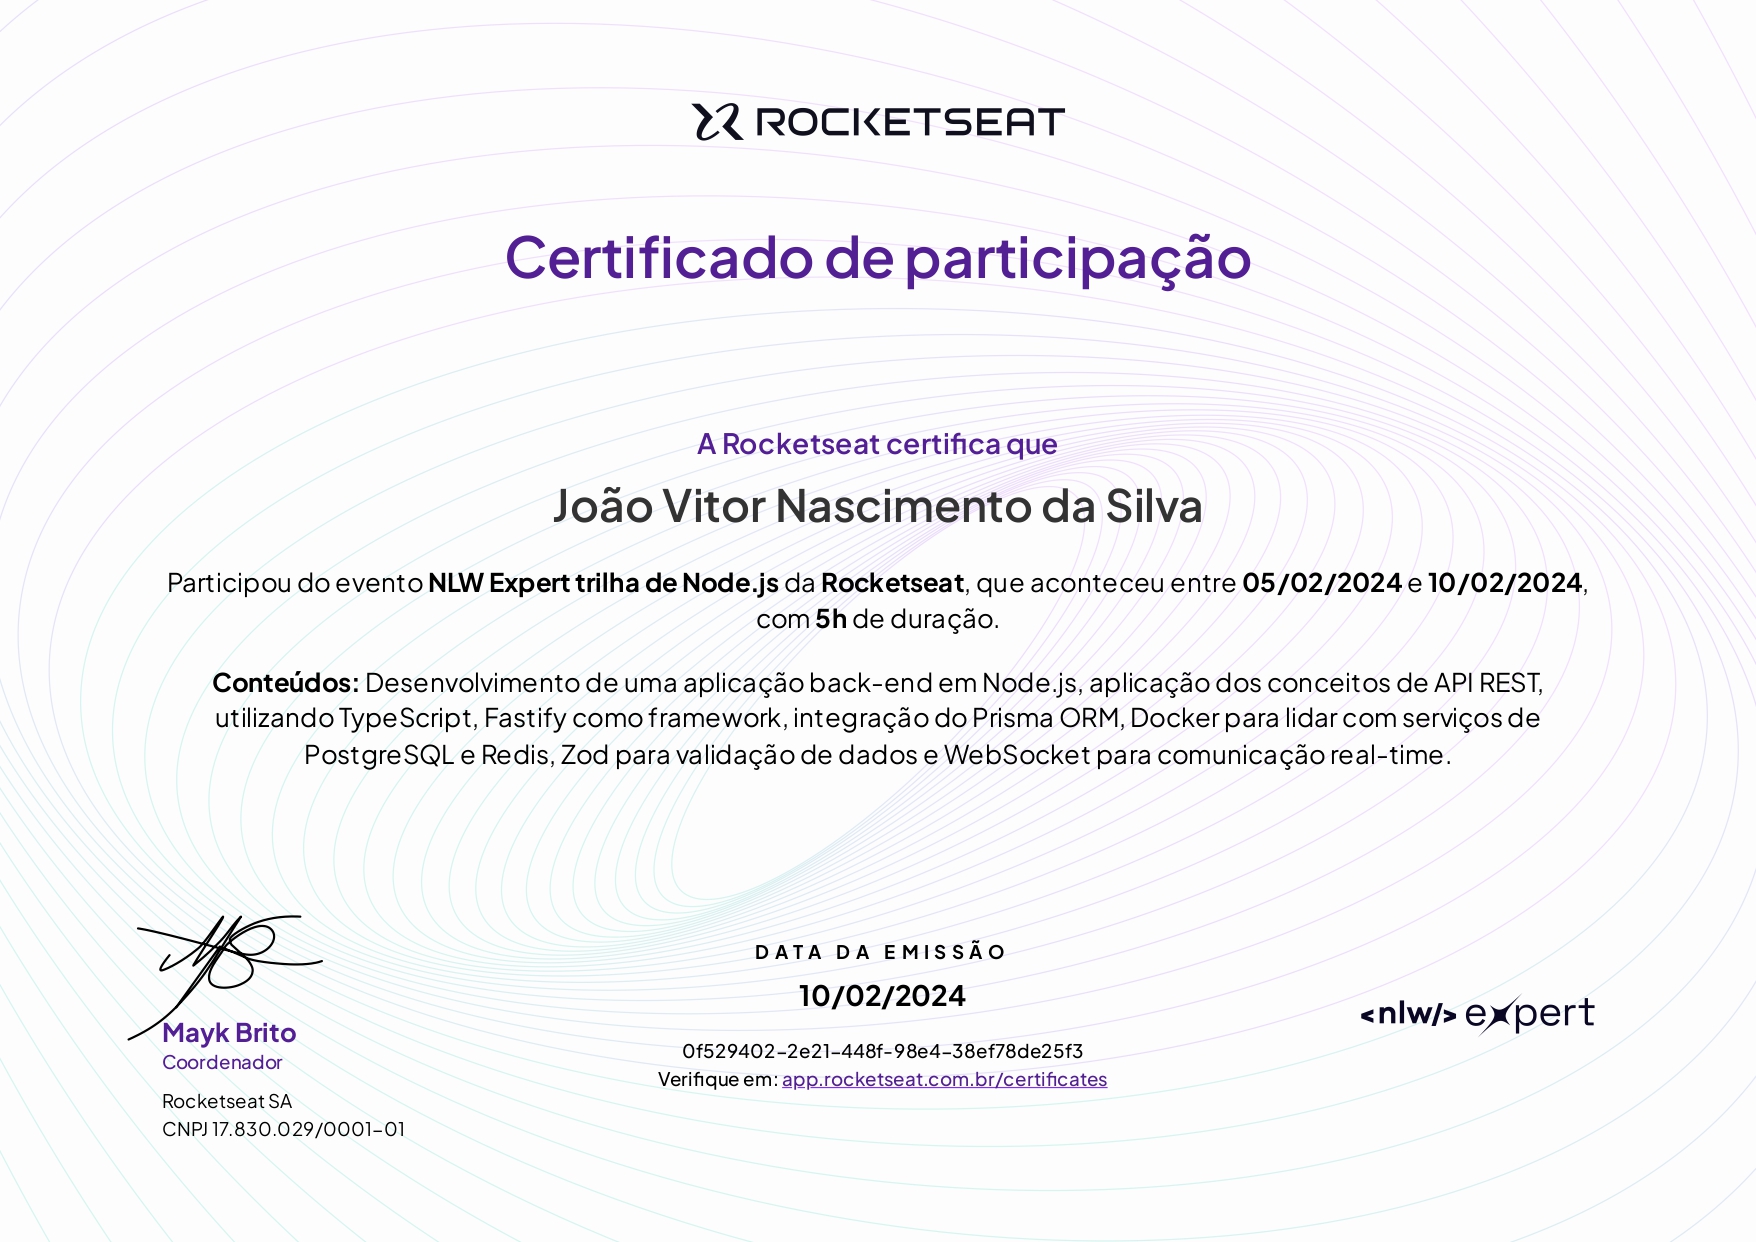 ROCKETSEAT
Certificado de participação
A Rocketseat certifica que
João Vitor Nascimento da Silva
Participou do evento NLW Expert trilha de Node.js da Rocketseat, que aconteceu entre 05/02/2024 e 10/02/2024,
com 5h de duração.
Conteúdos: Desenvolvimento de uma aplicação back-end em Node.js, aplicação dos conceitos de API REST,
utilizando TypeScript, Fastify como framework, integração do Prisma ORM, Docker para lidar com serviços de
PostgreSQL e Redis, Zod para validação de dados e WebSocket para comunicação real-time.
Mayk Brito
Coordenador
Rocketseat SA
CNPJ 17.830.029/0001-01
DATA DA EMISSÃO
10/02/2024
0f529402-2e21-448f-98e4-38ef78de25f3
Verifique em: app.rocketseat.com.br/certificates
<nlw/> expert